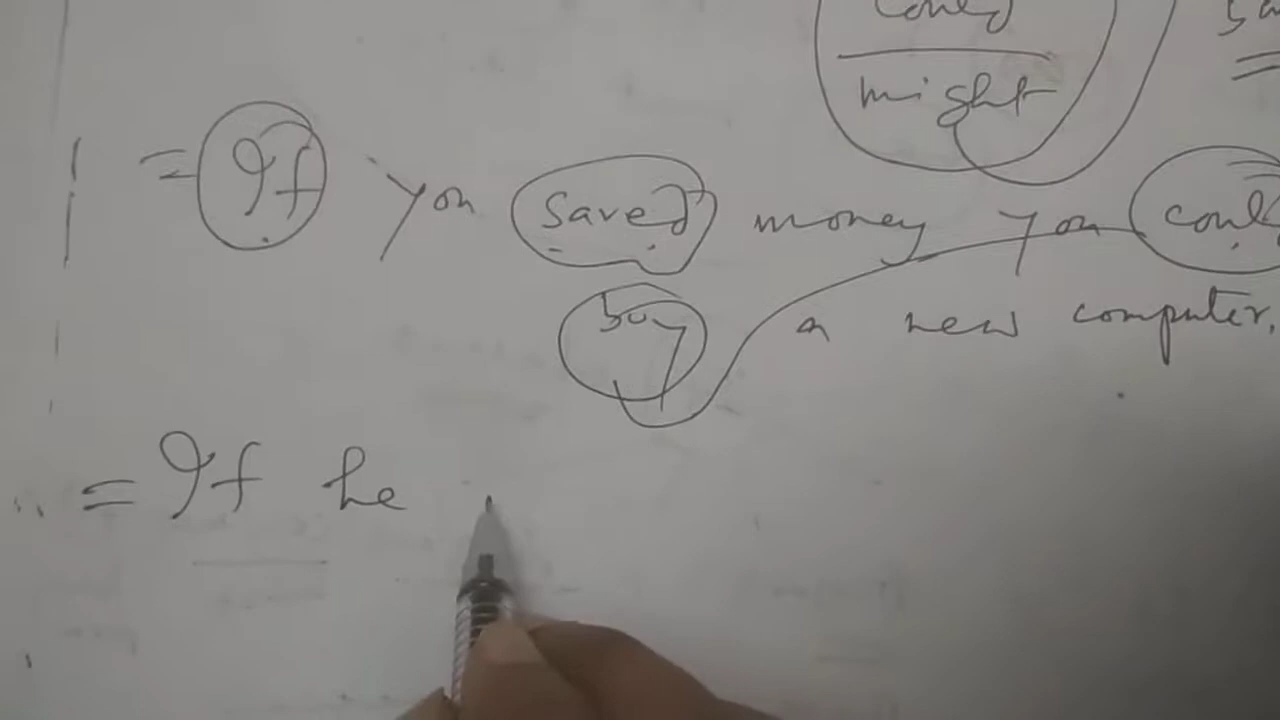 could
might
= If you saved money you could
buy a new computer.
= If he